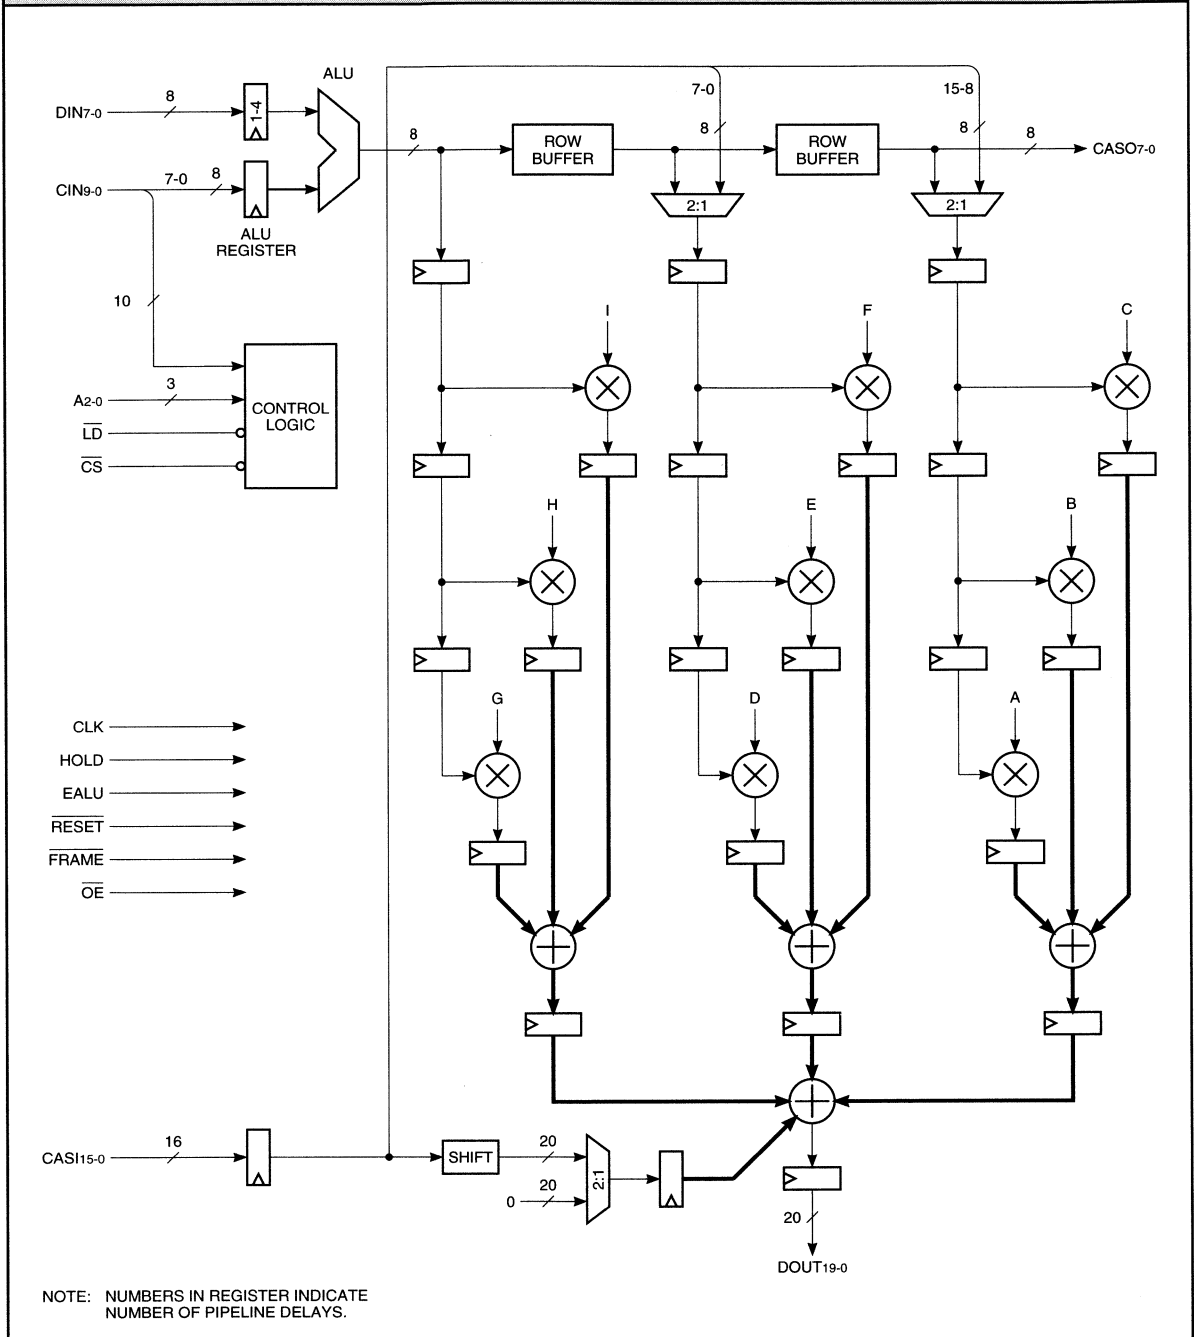 ALU
DIN7-0
8
1-4
CIN9-0
7-0
8
ALU
REGISTER
8
ROW
BUFFER
7-0
8
ROW
BUFFER
15-8
8
8
CASO7-0
2:1
2:1
10
A2-0
3
LD
CS
CONTROL
LOGIC
I
F
C
H
E
B
G
D
A
CLK
HOLD
EALU
RESET
FRAME
OE
CASI15-0
16
SHIFT
20
0
20
2:1
20
DOUT19-0
NOTE: NUMBERS IN REGISTER INDICATE
NUMBER OF PIPELINE DELAYS.